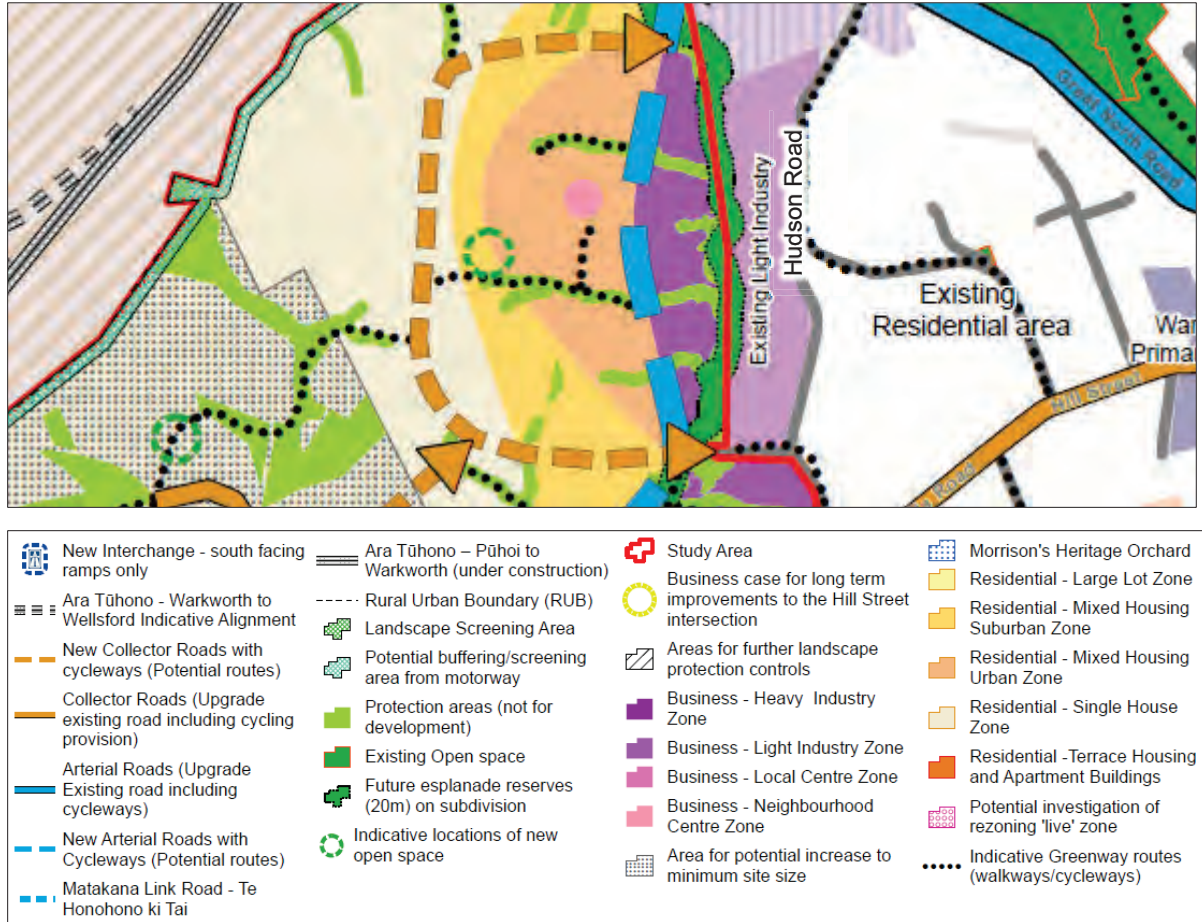 Great North Road
Existing Light Industry
Hudson Road
Existing
Residential area
War
Primar
Hill Street
Road
New Interchange - south facing
ramps only
Ara Tūhono - Warkworth to
Wellsford Indicative Alignment
New Collector Roads with
cycleways (Potential routes)
Collector Roads (Upgrade
existing road including cycling
provision)
Arterial Roads (Upgrade
Existing road including
cycleways)
New Arterial Roads with
Cycleways (Potential routes)
Matakana Link Road - Te
Honohono ki Tai
Ara Tūhono – Pūhoi to
Warkworth (under construction)
Rural Urban Boundary (RUB)
Landscape Screening Area
Potential buffering/screening
area from motorway
Protection areas (not for
development)
Existing Open space
Future esplanade reserves
(20m) on subdivision
Indicative locations of new
open space
Study Area
Business case for long term
improvements to the Hill Street
intersection
Areas for further landscape
protection controls
Business - Heavy Industry
Zone
Business - Light Industry Zone
Business - Local Centre Zone
Business - Neighbourhood
Centre Zone
Area for potential increase to
minimum site size
Morrison's Heritage Orchard
Residential - Large Lot Zone
Residential - Mixed Housing
Suburban Zone
Residential - Mixed Housing
Urban Zone
Residential - Single House
Zone
Residential -Terrace Housing
and Apartment Buildings
Potential investigation of
rezoning 'live' zone
Indicative Greenway routes
(walkways/cycleways)